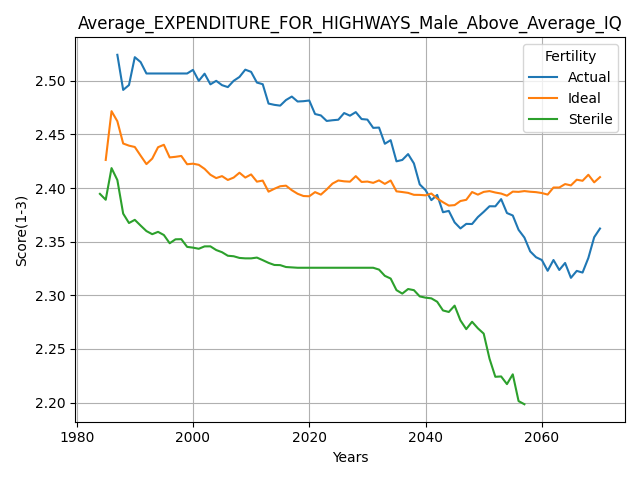 Average_EXPENDITURE_FOR_HIGHWAYS_Male_Above_Average_IQ
Fertility
Actual
Ideal
Sterile
Score(1-3)
2.50
2.45
2.40
2.35
2.30
2.25
2.20
1980 2000 2020 2040 2060
Years